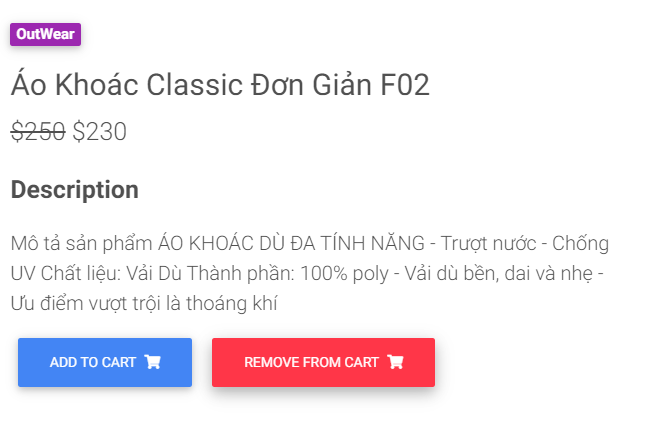 OutWear
Áo Khoác Classic Đơn Giản F02
$250 $230
Description
Mô tả sản phẩm ÁO KHOÁC DÙ ĐA TÍNH NĂNG - Trượt nước - Chống
UV Chất liệu: Vải Dù Thành phần: 100% poly - Vải dù bền, dai và nhẹ -
Ưu điểm vượt trội là thoáng khí
ADD TO CART REMOVE FROM CART